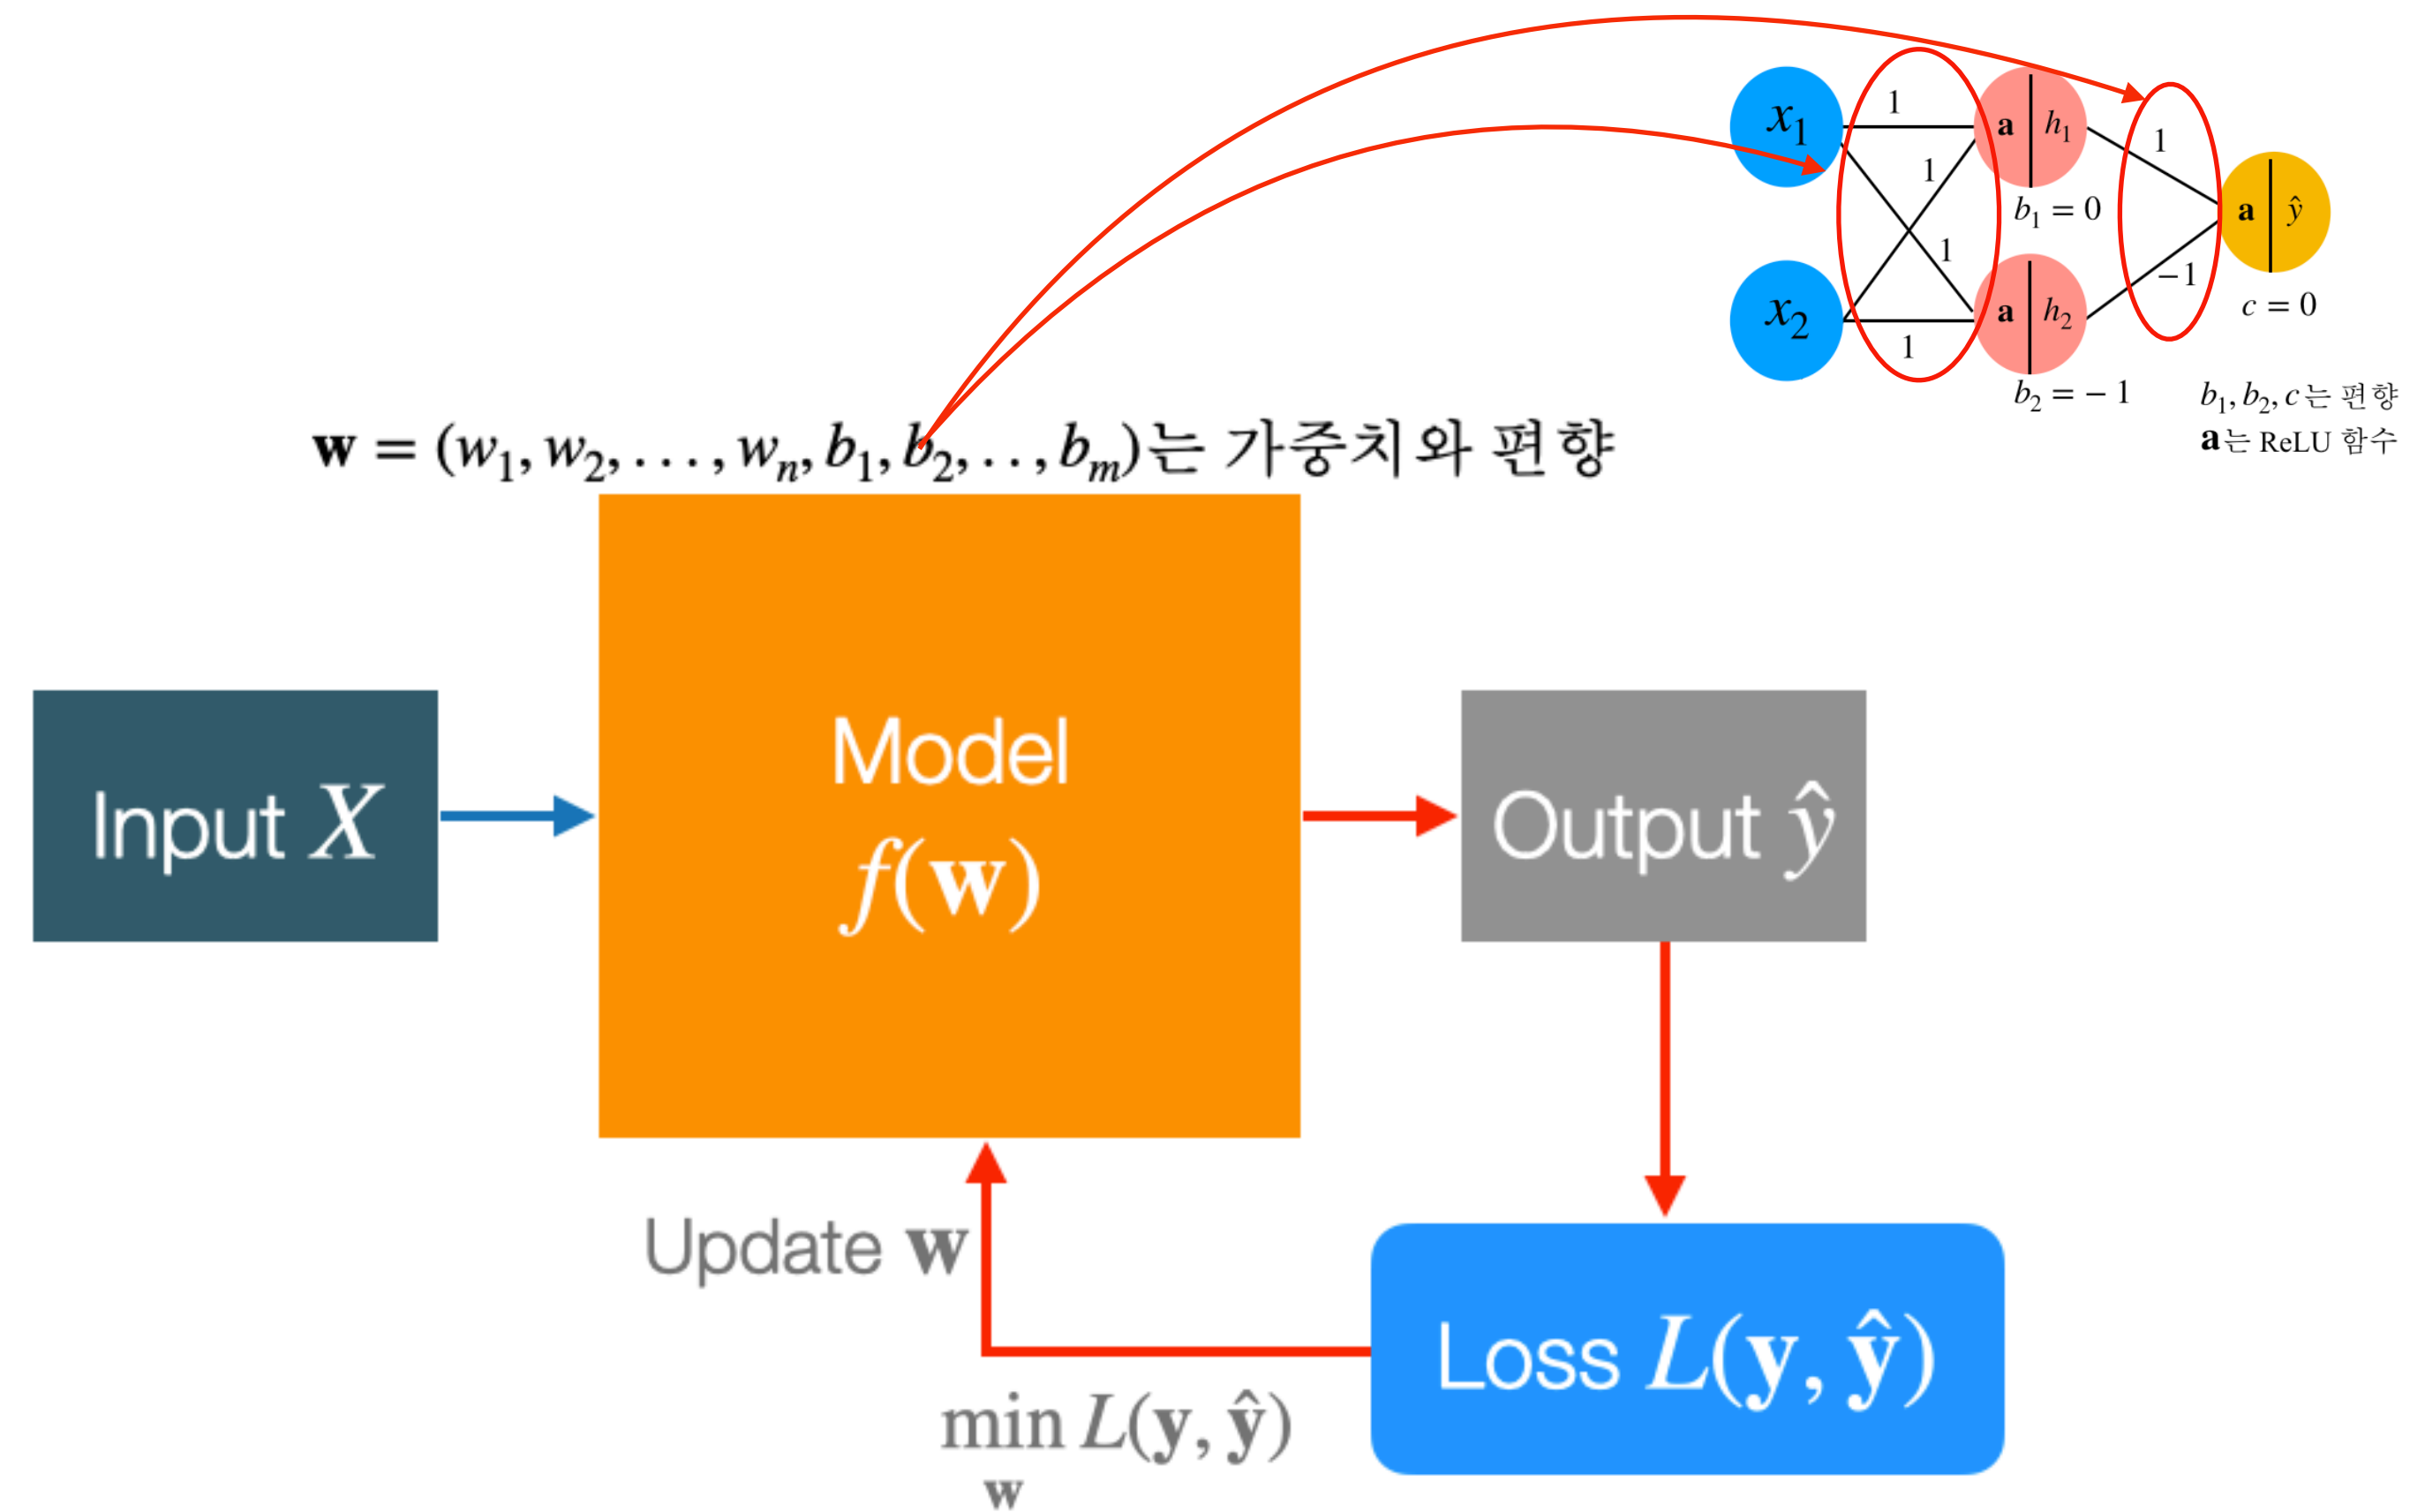 x₁
1
a | h₁
1
1
b₁ = 0
a | ŷ
1
x₂
a | h₂
−1
c = 0
1
b₂ = − 1
b₁, b₂, c는 편향
a는 ReLU 함수
w = (w₁, w₂, . . . , wₙ, b₁, b₂, . . , bₘ)는 가중치와 편향
Input X
Model
f(w)
Output ŷ
Update w
Loss L(y, ŷ)
min L(y, ŷ)
w